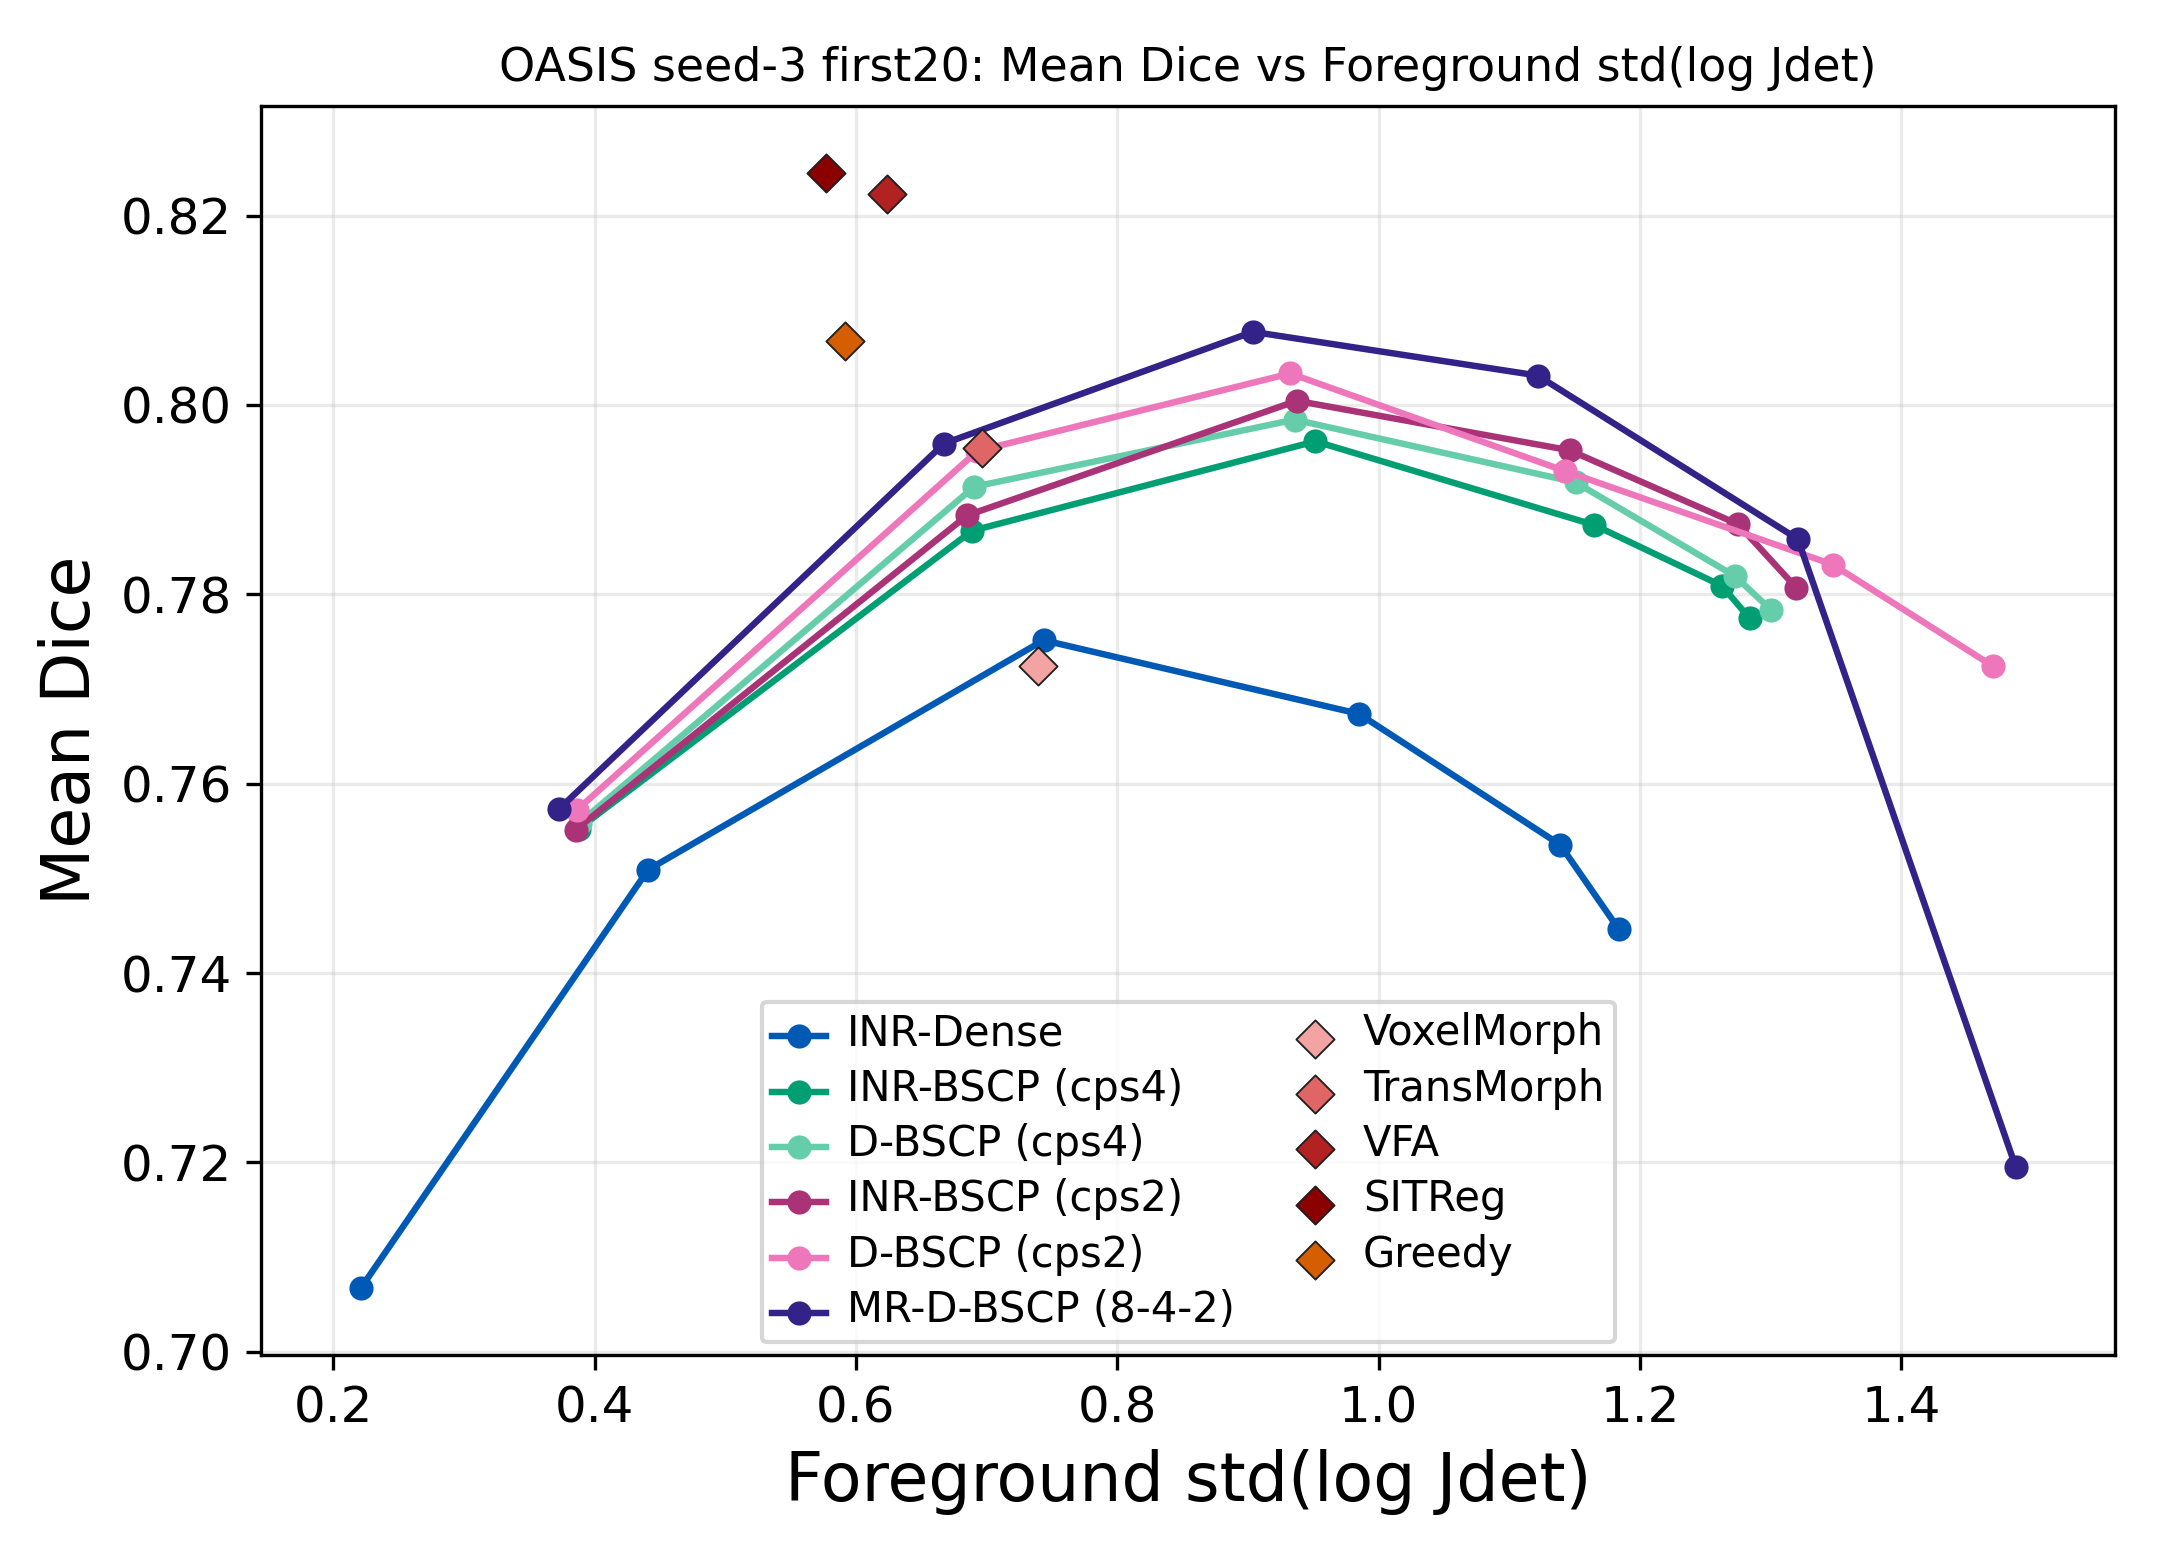 OASIS seed-3 first20: Mean Dice vs Foreground std(log Jdet)
Mean Dice
0.82
0.80
0.78
0.76
0.74
0.72
0.70
INR-Dense
INR-BSCP (cps4)
D-BSCP (cps4)
INR-BSCP (cps2)
D-BSCP (cps2)
MR-D-BSCP (8-4-2)
VoxelMorph
TransMorph
VFA
SITReg
Greedy
0.2 0.4 0.6 0.8 1.0 1.2 1.4
Foreground std(log Jdet)